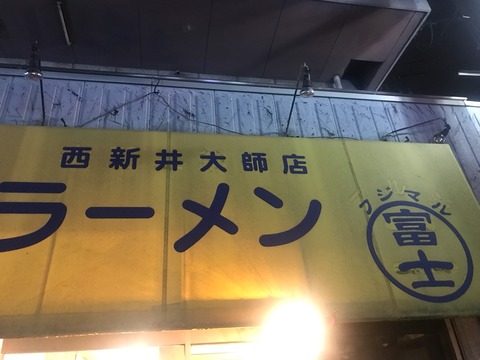 西新井大師店
ラーメン
フジマル
富士